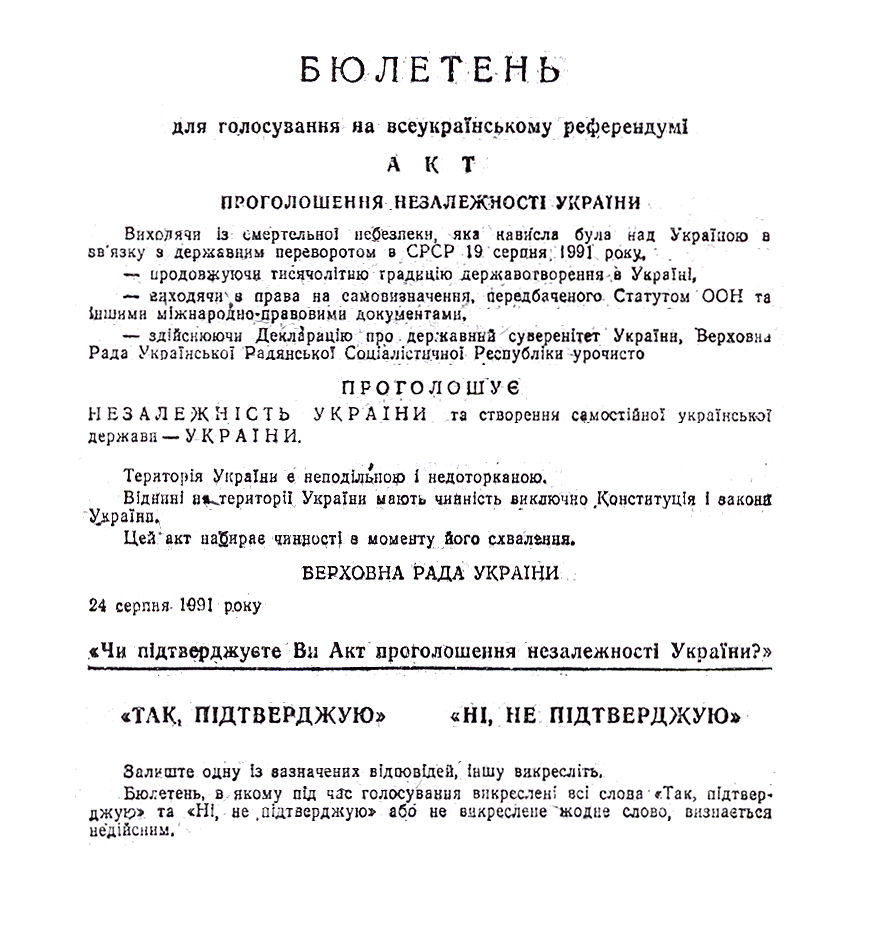 БЮЛЕТЕНЬ
для голосування на всеукраїнському референдумі
АКТ
ПРОГОЛОШЕННЯ НЕЗАЛЕЖНОСТІ УКРАЇНИ
Виходячи із смертельної небезпеки, яка нависла була над Україною в
зв'язку з державним переворотом в СРСР 19 серпня 1991 року,
— продовжуючи тисячолітню традицію державотворення в Україні,
— виходячи з права на самовизначення, передбаченого Статутом ООН та
іншими міжнародно-правовими документами,
— здійснюючи Декларацію про державний суверенітет України, Верховна
Рада Української Радянської Соціалістичної Республіки урочисто
ПРОГОЛОШУЄ
НЕЗАЛЕЖНІСТЬ УКРАЇНИ та створення самостійної української
держави — УКРАЇНИ.
Територія України є неподільною і недоторканою.
Віднині на території України мають чинність виключно Конституція і закони
України.
Цей акт набирає чинності з моменту його схвалення.
ВЕРХОВНА РАДА УКРАЇНИ
24 серпня 1991 року
«Чи підтверджуєте Ви Акт проголошення незалежності України?»
«ТАК, ПІДТВЕРДЖУЮ» «НІ, НЕ ПІДТВЕРДЖУЮ»
Залиште одну із зазначених відповідей, іншу викресліть.
Бюлетень, в якому під час голосування викреслені всі слова «Так, підтвер-
джую» та «Ні, не підтверджую» або не викреслене жодне слово, визнається
недійсним.